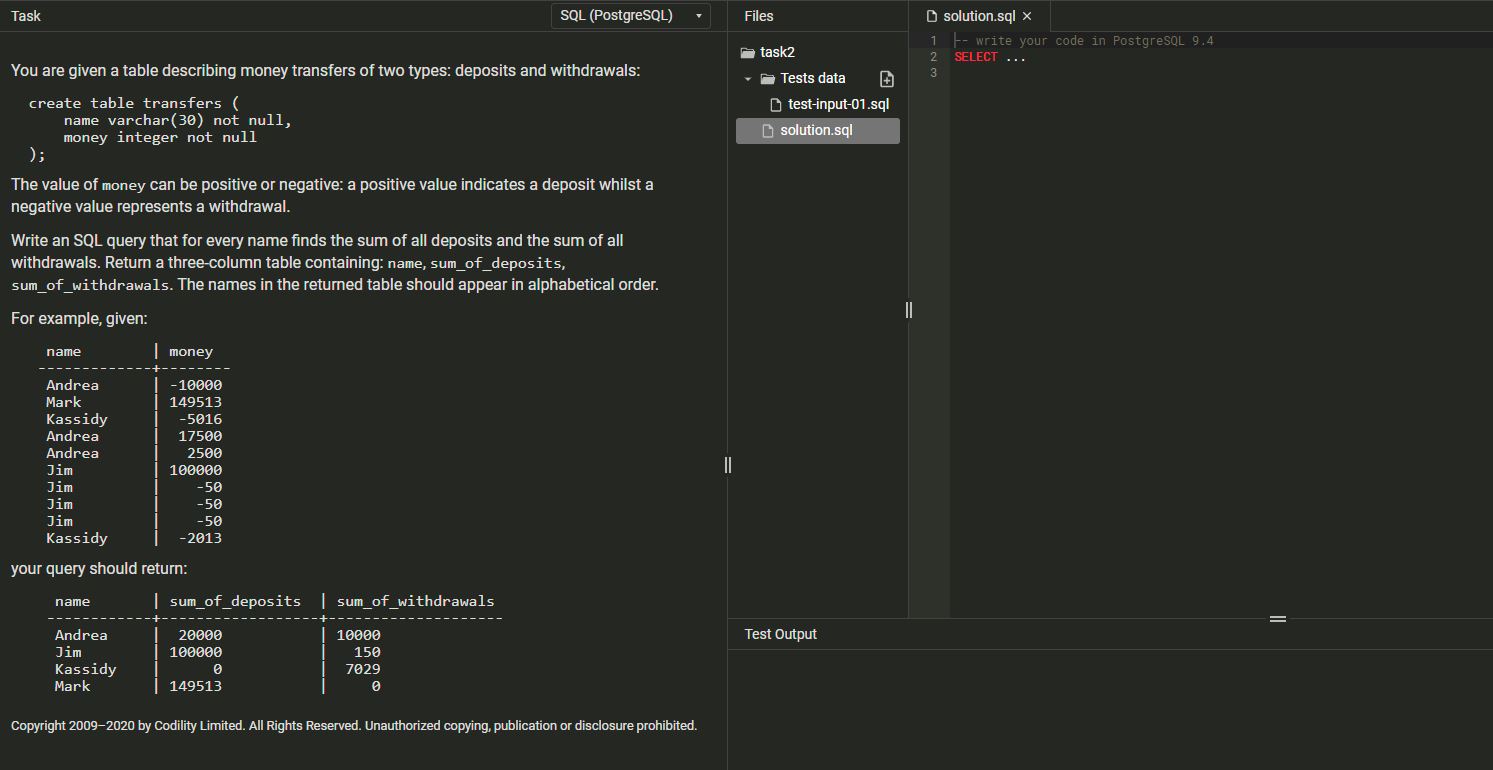 Task
SQL (PostgreSQL)
You are given a table describing money transfers of two types: deposits and withdrawals:
create table transfers (
name varchar(30) not null,
money integer not null
);
The value of money can be positive or negative: a positive value indicates a deposit whilst a
negative value represents a withdrawal.
Write an SQL query that for every name finds the sum of all deposits and the sum of all
withdrawals. Return a three-column table containing: name, sum_of_deposits,
sum_of_withdrawals. The names in the returned table should appear in alphabetical order.
For example, given:
name | money
-------------+--------
Andrea | -10000
Mark | 149513
Kassidy | -5016
Andrea | 17500
Andrea | 2500
Jim | 100000
Jim | -50
Jim | -50
Jim | -50
Kassidy | -2013
your query should return:
name | sum_of_deposits | sum_of_withdrawals
------------+------------------+--------------------
Andrea | 20000 | 10000
Jim | 100000 | 150
Kassidy | 0 | 7029
Mark | 149513 | 0
Copyright 2009–2020 by Codility Limited. All Rights Reserved. Unauthorized copying, publication or disclosure prohibited.
Files
task2
Tests data
test-input-01.sql
solution.sql
solution.sql ×
1 -- write your code in PostgreSQL 9.4
2 SELECT ...
3
Test Output